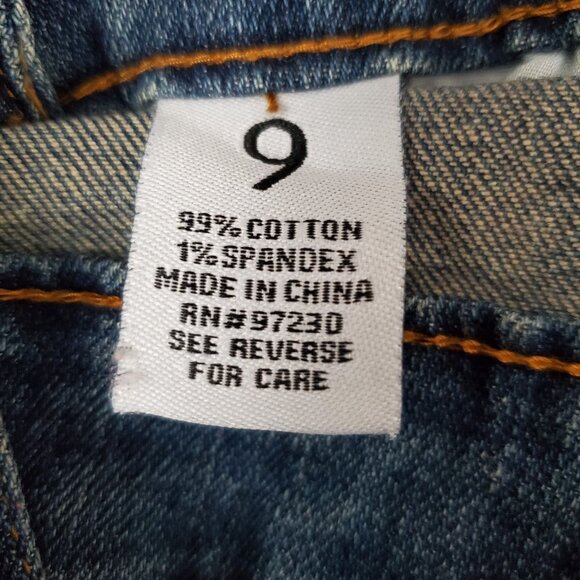 9
99% COTTON
1% SPANDEX
MADE IN CHINA
RN# 97230
SEE REVERSE
FOR CARE